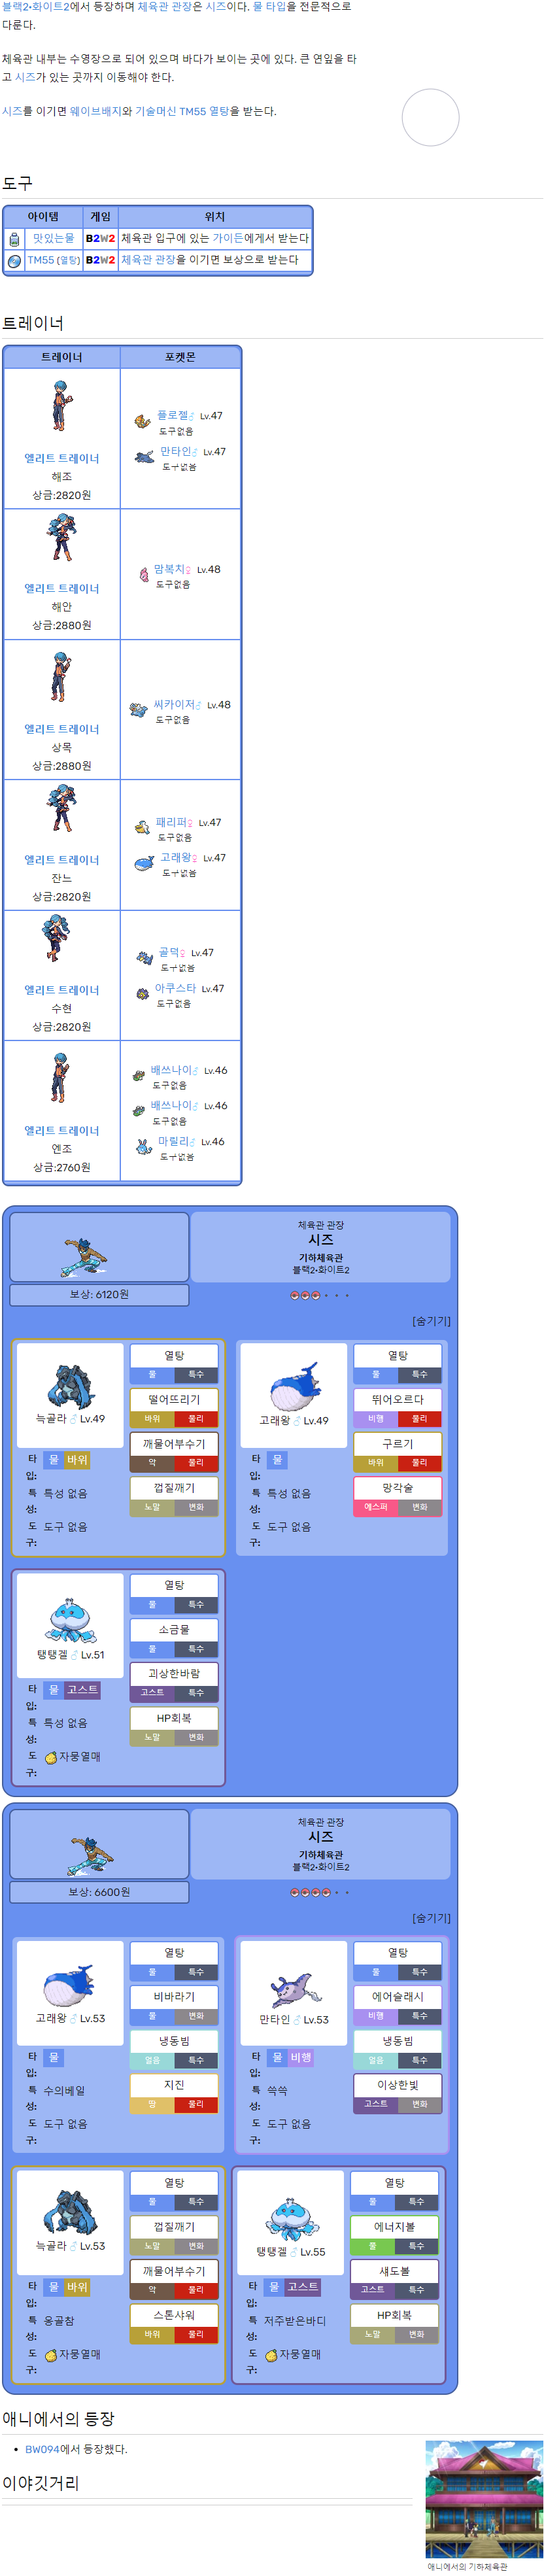 블랙2·화이트2에서 등장하며 체육관 관장은 시즈이다. 물 타입을 전문적으로
다룬다.
체육관 내부는 수영장으로 되어 있으며 바다가 보이는 곳에 있다. 큰 연잎을 타
고 시즈가 있는 곳까지 이동해야 한다.
시즈를 이기면 웨이브배지와 기술머신 TM55 열탕을 받는다.
도구
아이템 게임 위치
맛있는물 B2W2 체육관 입구에 있는 가이든에게서 받는다
TM55 (열탕) B2W2 체육관 관장을 이기면 보상으로 받는다
트레이너
트레이너 포켓몬
엘리트 트레이너
해조
상금:2820원
플로젤♂ Lv.47
도구없음
만타인♂ Lv.47
도구없음
엘리트 트레이너
해안
상금:2880원
맘복치♀ Lv.48
도구없음
엘리트 트레이너
상목
상금:2880원
씨카이저♂ Lv.48
도구없음
엘리트 트레이너
잔느
상금:2820원
패리퍼♀ Lv.47
도구없음
고래왕♀ Lv.47
도구없음
엘리트 트레이너
수현
상금:2820원
골덕♀ Lv.47
도구없음
아쿠스타 Lv.47
도구없음
엘리트 트레이너
엔조
상금:2760원
배쓰나이♂ Lv.46
도구없음
배쓰나이♂ Lv.46
도구없음
마릴리♂ Lv.46
도구없음
체육관 관장
시즈
기하체육관
블랙2·화이트2
보상: 6120원
[숨기기]
늑골라♂Lv.49
타입: 물 바위
특성: 특성 없음
도구: 도구 없음
열탕
물 특수
떨어뜨리기
바위 물리
깨물어부수기
악 물리
껍질깨기
노말 변화
고래왕♂Lv.49
타입: 물
특성: 특성 없음
도구: 도구 없음
열탕
물 특수
뛰어오르다
비행 물리
구르기
바위 물리
망각술
에스퍼 변화
탱탱겔♂Lv.51
타입: 물 고스트
특성: 특성 없음
도구: 자뭉열매
열탕
물 특수
소금물
물 특수
괴상한바람
고스트 특수
HP회복
노말 변화
체육관 관장
시즈
기하체육관
블랙2·화이트2
보상: 6600원
[숨기기]
고래왕♂Lv.53
타입: 물
특성: 수의베일
도구: 도구 없음
열탕
물 특수
비바라기
물 변화
냉동빔
얼음 특수
지진
땅 물리
만타인♂Lv.53
타입: 물 비행
특성: 쓱쓱
도구: 도구 없음
열탕
물 특수
에어슬래시
비행 특수
냉동빔
얼음 특수
이상한빛
고스트 변화
늑골라♂Lv.53
타입: 물 바위
특성: 옹골참
도구: 자뭉열매
열탕
물 특수
껍질깨기
노말 변화
깨물어부수기
악 물리
스톤샤워
바위 물리
탱탱겔♂Lv.55
타입: 물 고스트
특성: 저주받은바디
도구: 자뭉열매
열탕
물 특수
에너지볼
풀 특수
섀도볼
고스트 특수
HP회복
노말 변화
애니에서의 등장
• BW094에서 등장했다.
애니에서의 기하체육관
이야깃거리